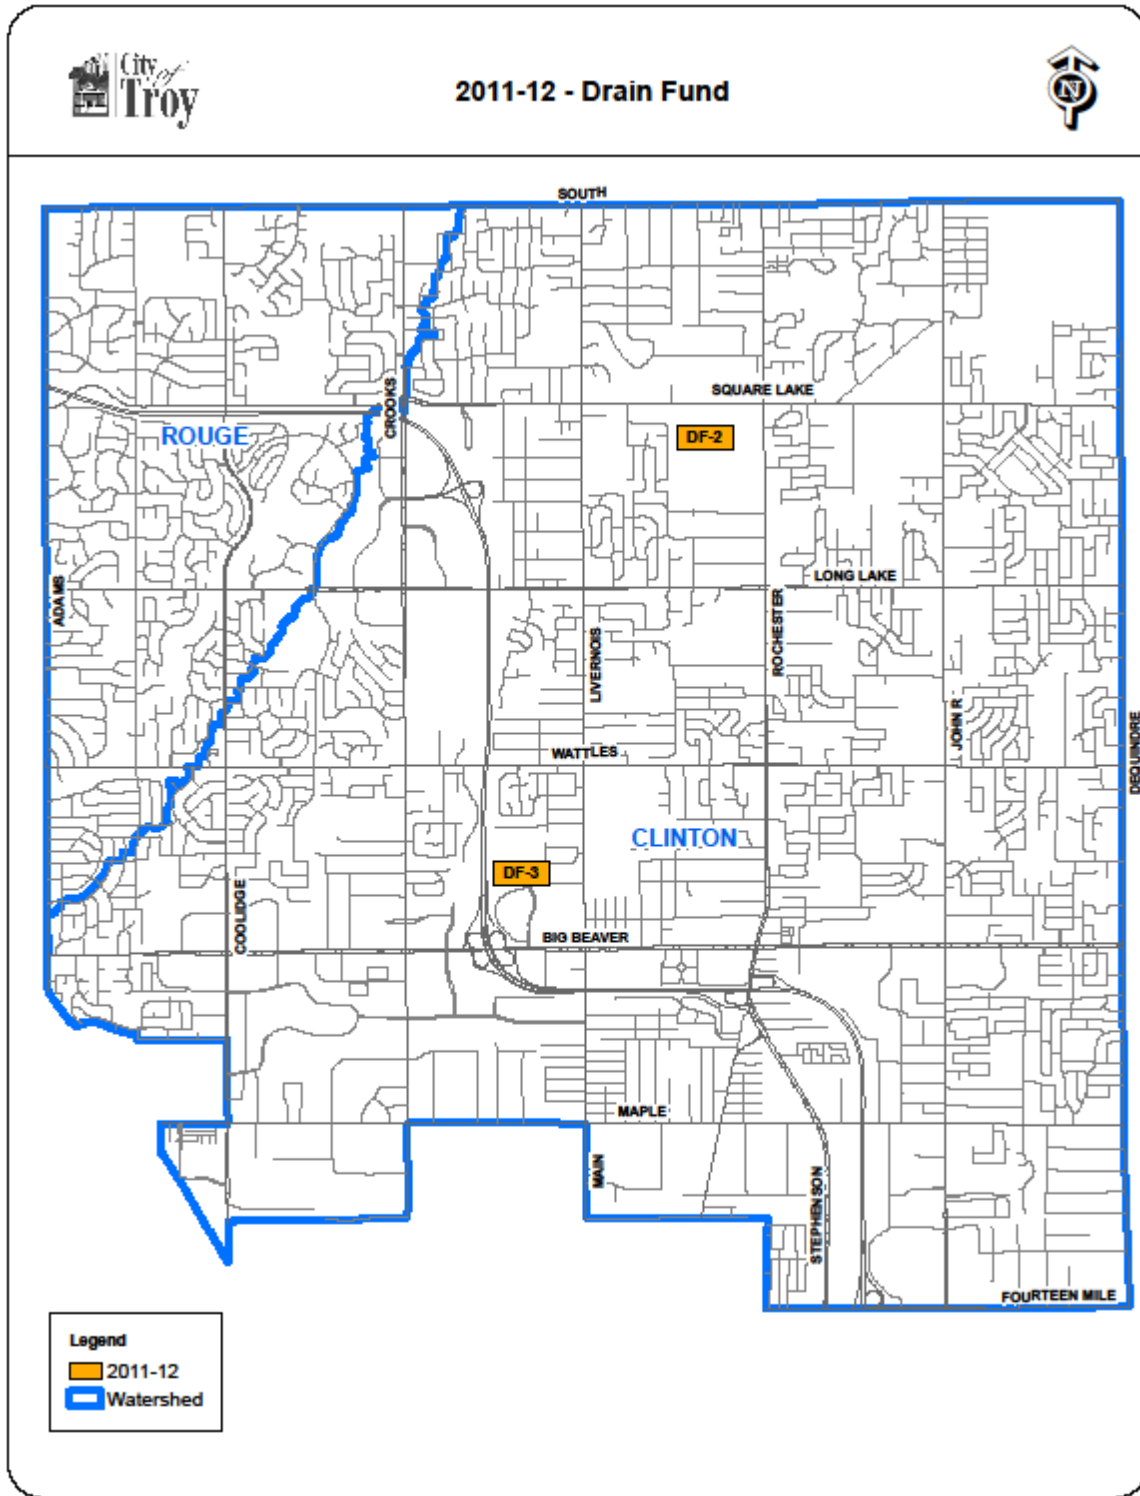 City of
Troy
2011-12 - Drain Fund
N
SOUTH
SQUARE LAKE
CROOKS
ROUGE
DF-2
LONG LAKE
ADAMS
ROCHESTER
LIVERNOIS
JOHN R
DEQUINDRE
WATTLES
CLINTON
DF-3
COOLIDGE
BIG BEAVER
MAPLE
MAIN
STEPHENSON
FOURTEEN MILE
Legend
2011-12
Watershed